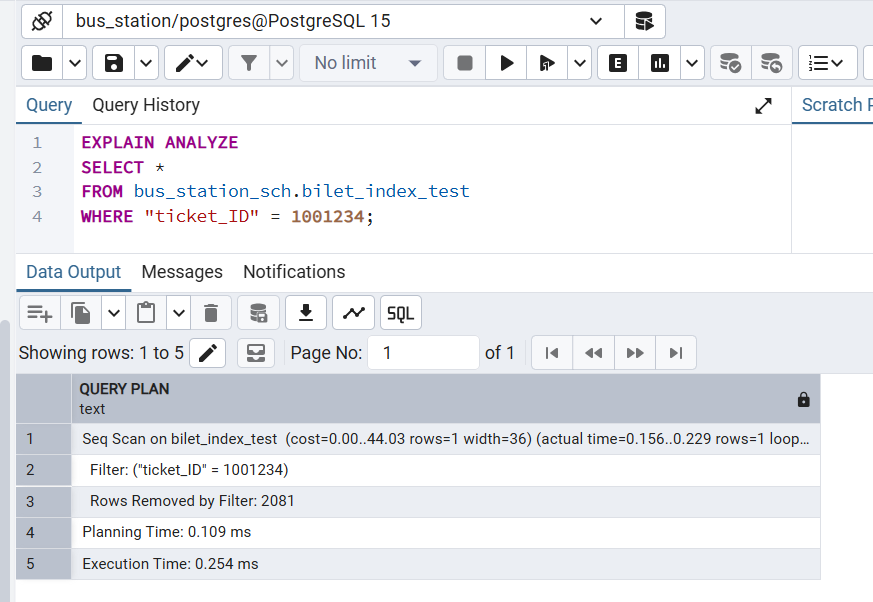 bus_station/postgres@PostgreSQL 15
No limit
E
Query Query History Scratch P
1 EXPLAIN ANALYZE
2 SELECT *
3 FROM bus_station_sch.bilet_index_test
4 WHERE "ticket_ID" = 1001234;
Data Output Messages Notifications
SQL
Showing rows: 1 to 5 Page No: 1 of 1
QUERY PLAN
text
1 Seq Scan on bilet_index_test (cost=0.00..44.03 rows=1 width=36) (actual time=0.156..0.229 rows=1 loop...
2 Filter: ("ticket_ID" = 1001234)
3 Rows Removed by Filter: 2081
4 Planning Time: 0.109 ms
5 Execution Time: 0.254 ms